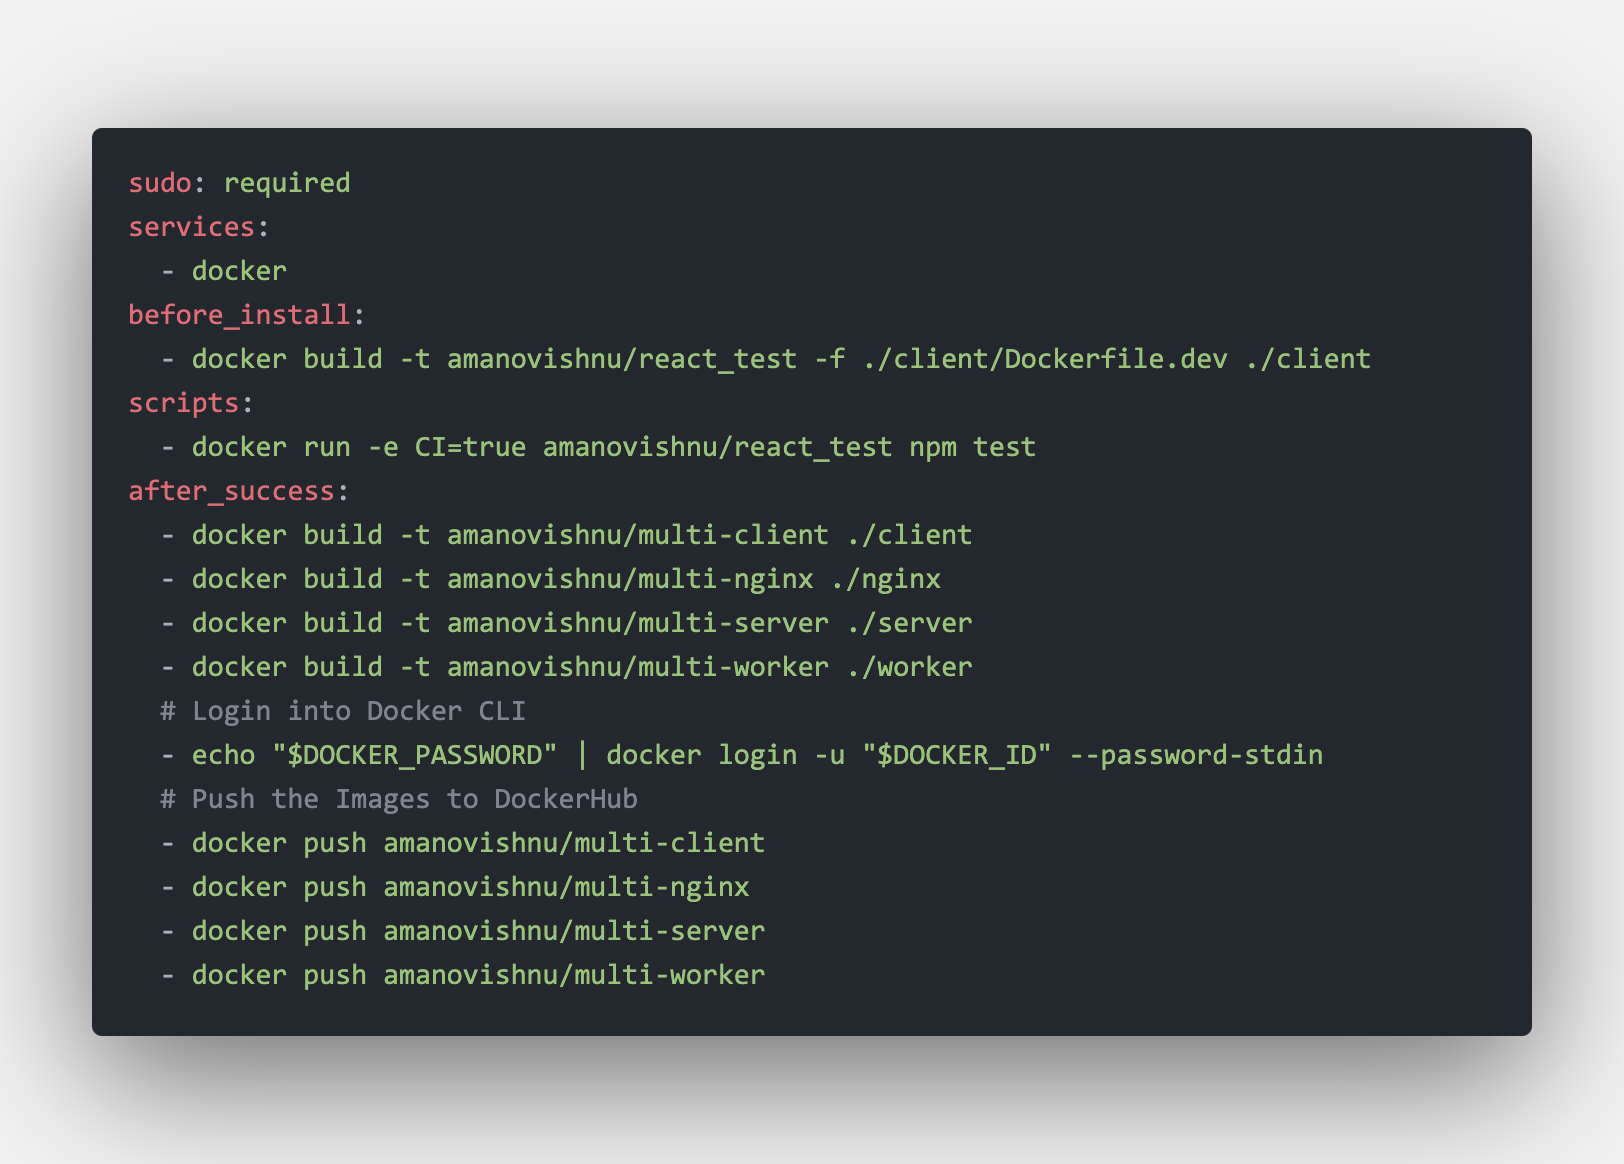 sudo: required
services:
  - docker
before_install:
  - docker build -t amanovishnu/react_test -f ./client/Dockerfile.dev ./client
scripts:
  - docker run -e CI=true amanovishnu/react_test npm test
after_success:
  - docker build -t amanovishnu/multi-client ./client
  - docker build -t amanovishnu/multi-nginx ./nginx
  - docker build -t amanovishnu/multi-server ./server
  - docker build -t amanovishnu/multi-worker ./worker
  # Login into Docker CLI
  - echo "$DOCKER_PASSWORD" | docker login -u "$DOCKER_ID" --password-stdin
  # Push the Images to DockerHub
  - docker push amanovishnu/multi-client
  - docker push amanovishnu/multi-nginx
  - docker push amanovishnu/multi-server
  - docker push amanovishnu/multi-worker